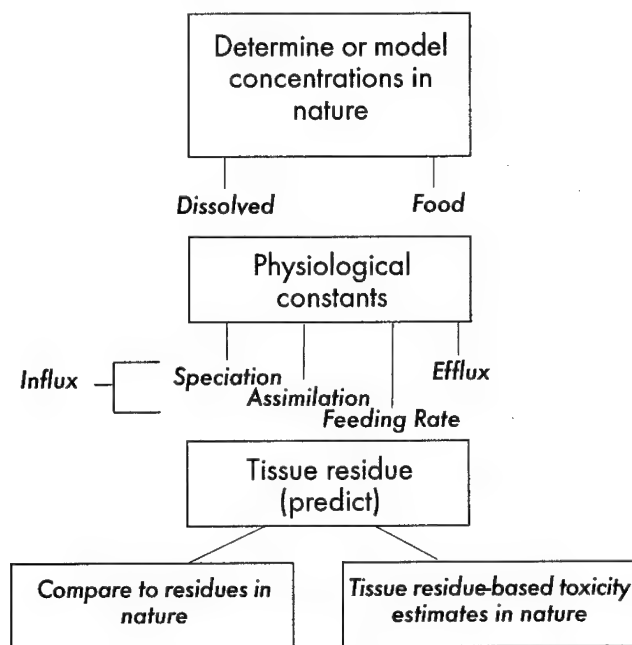 Determine or model
concentrations in
nature
Dissolved
Food
Physiological
constants
Influx
Speciation
Assimilation
Feeding Rate
Efflux
Tissue residue
(predict)
Compare to residues in
nature
Tissue residue-based toxicity
estimates in nature